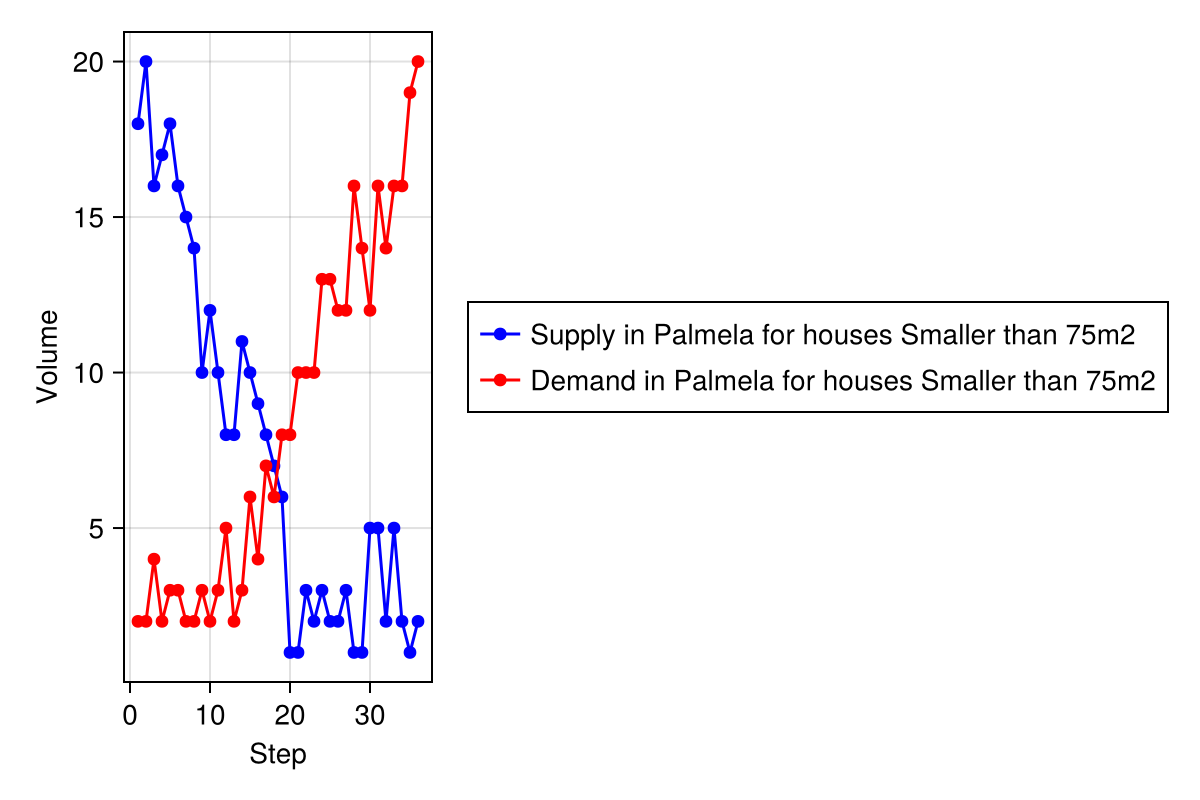 20
15
10
5
Volume
0 10 20 30
Step
Supply in Palmela for houses Smaller than 75m2
Demand in Palmela for houses Smaller than 75m2